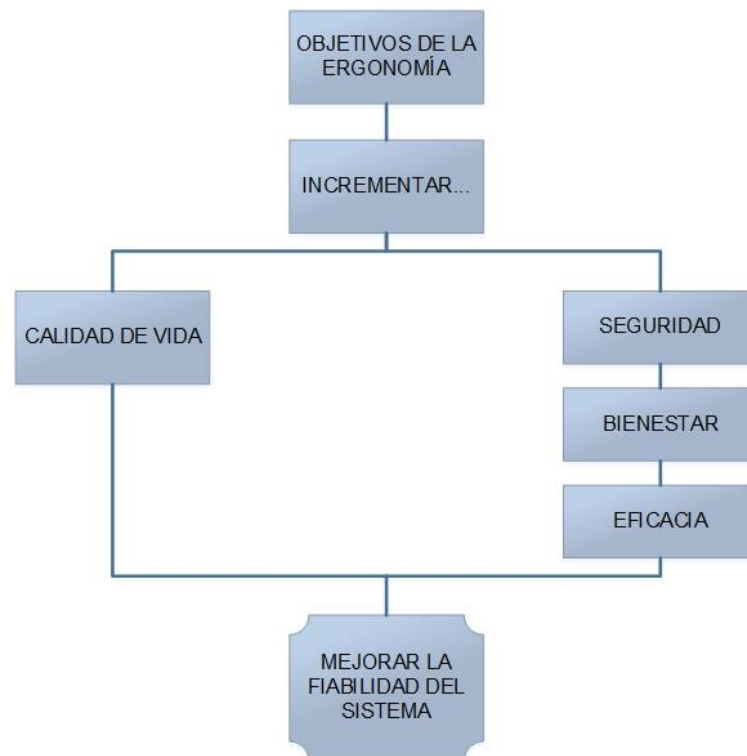 OBJETIVOS DE LA
ERGONOMÍA
INCREMENTAR...
CALIDAD DE VIDA
SEGURIDAD
BIENESTAR
EFICACIA
MEJORAR LA
FIABILIDAD DEL
SISTEMA